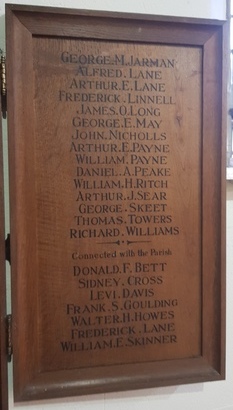 GEORGE.M.JARMAN
ALFRED. LANE
ARTHUR.E.LANE
FREDERICK.LINNELL
JAMES.O.LONG
GEORGE.E.MAY
JOHN.NICHOLLS
ARTHUR.E.PAYNE
WILLIAM.PAYNE
DANIEL.A.PEAKE
WILLIAM.H.RITCH
ARTHUR.J.SEAR
GEORGE.SKEET
THOMAS.TOWERS
RICHARD.WILLIAMS
Connected with the Parish
DONALD.F.BETT
SIDNEY.CROSS
LEVI.DAVIS
FRANK.S.GOULDING
WALTER.H.HOWES
FREDERICK.LANE
WILLIAM.E.SKINNER